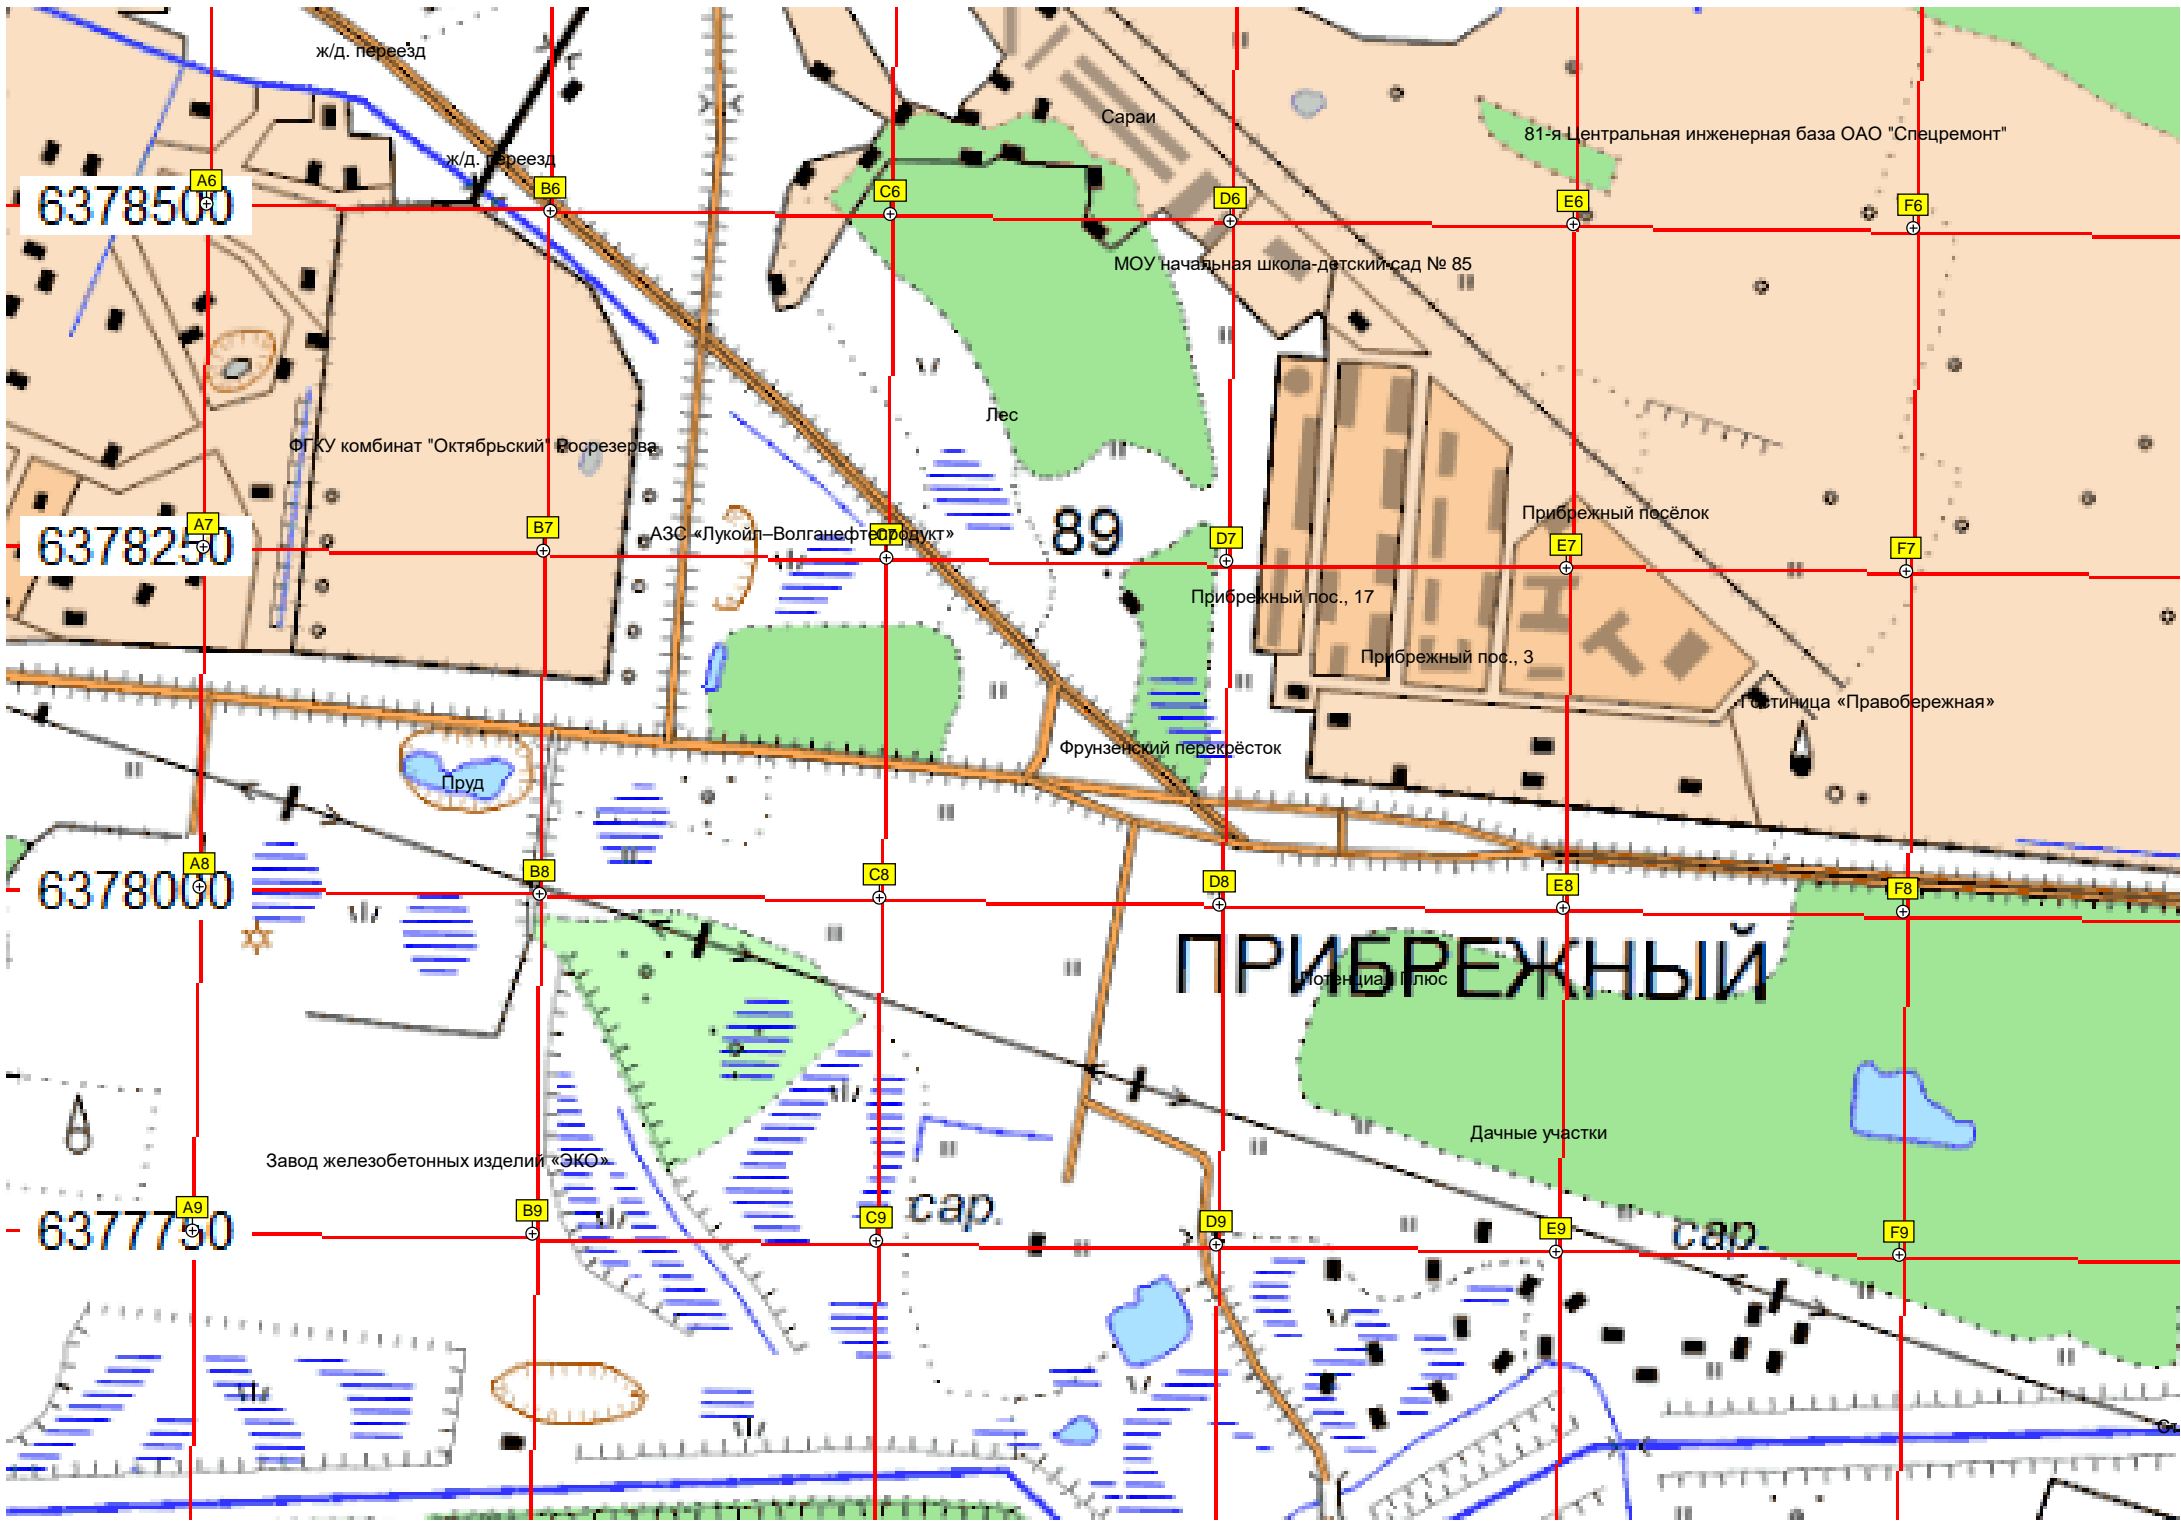 ж/д. переезд
Сараи
81-я Центральная инженерная база ОАО "Спецремонт"
ж/д. переезд
A6
B6
C6
D6
E6
F6
6378500
МОУ начальная школа-детский сад № 85
Лес
ФГКУ комбинат "Октябрьский" Росрезерва
Прибрежный посёлок
A7
B7
АЗС «Лукойл–Волганефтепродукт»
C7
89
D7
E7
F7
6378250
Прибрежный пос., 17
Прибрежный пос., 3
Гостиница «Правобережная»
Фрунзенский перекрёсток
Пруд
A8
B8
C8
D8
E8
F8
6378000
ПРИБРЕЖНЫЙ
Потенциал Плюс
Дачные участки
Завод железобетонных изделий «ЭКО»
A9
B9
C9
сар.
D9
E9
сар.
F9
6377750